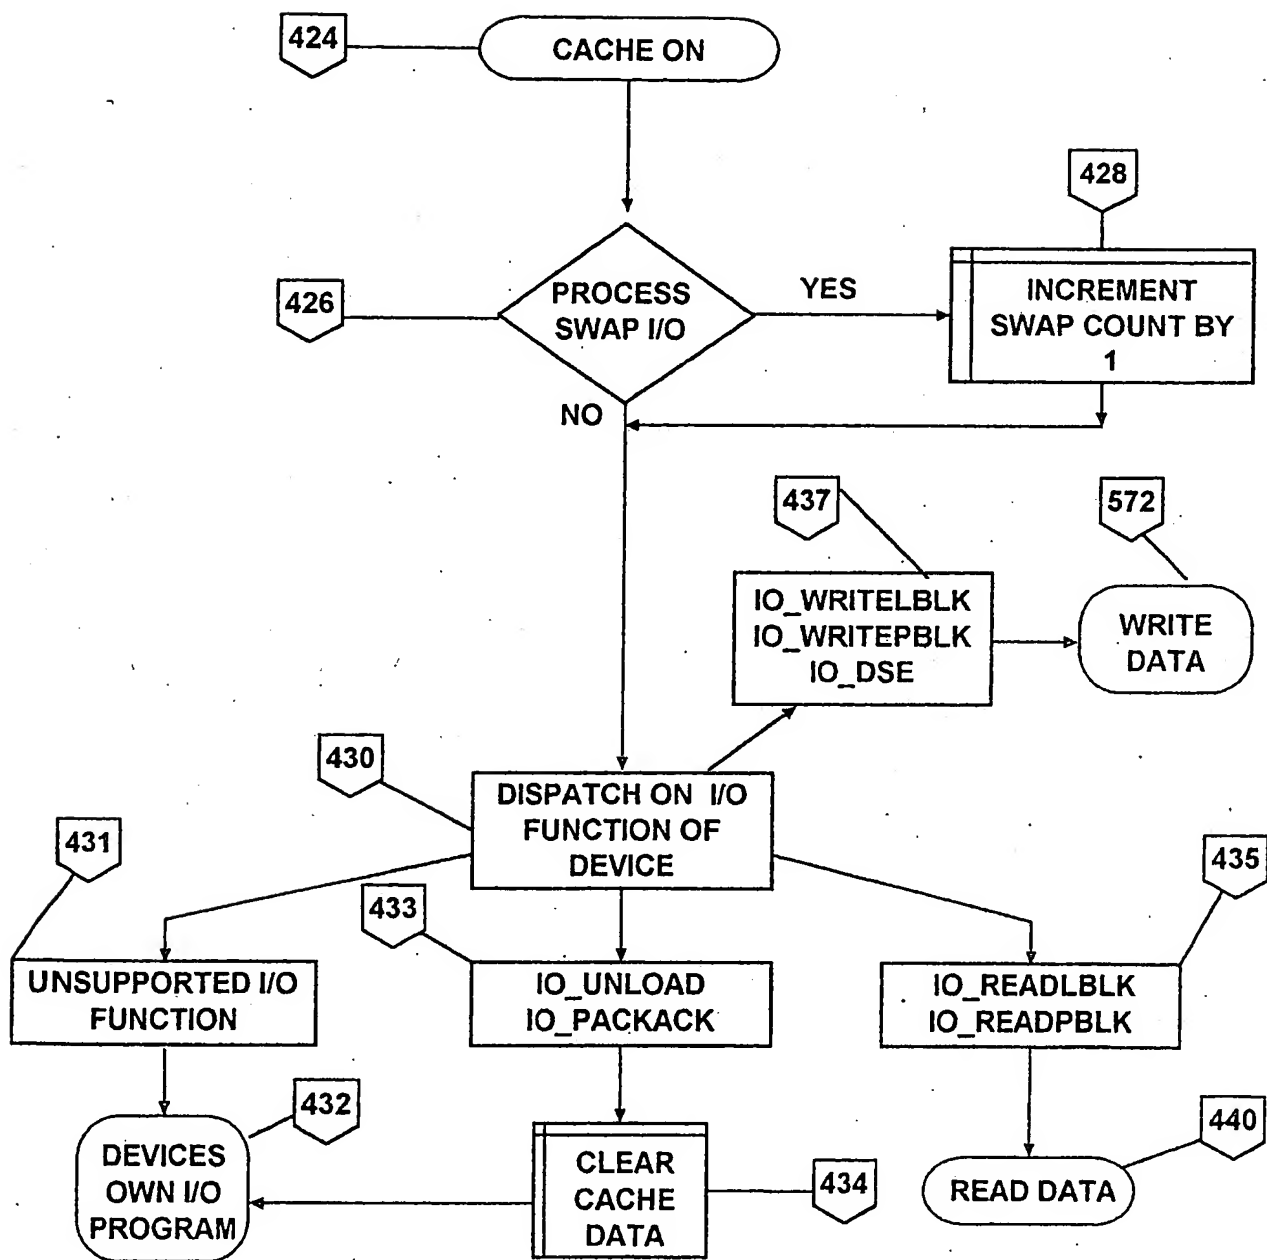 424
CACHE ON
428
426
PROCESS
SWAP I/O
YES
INCREMENT
SWAP COUNT BY
1
NO
437
572
IO_WRITELBLK
IO_WRITEPBLK
IO_DSE
WRITE
DATA
430
DISPATCH ON I/O
FUNCTION OF
DEVICE
431
433
435
UNSUPPORTED I/O
FUNCTION
IO_UNLOAD
IO_PACKACK
IO_READLBLK
IO_READPBLK
432
DEVICES
OWN I/O
PROGRAM
CLEAR
CACHE
DATA
434
440
READ DATA